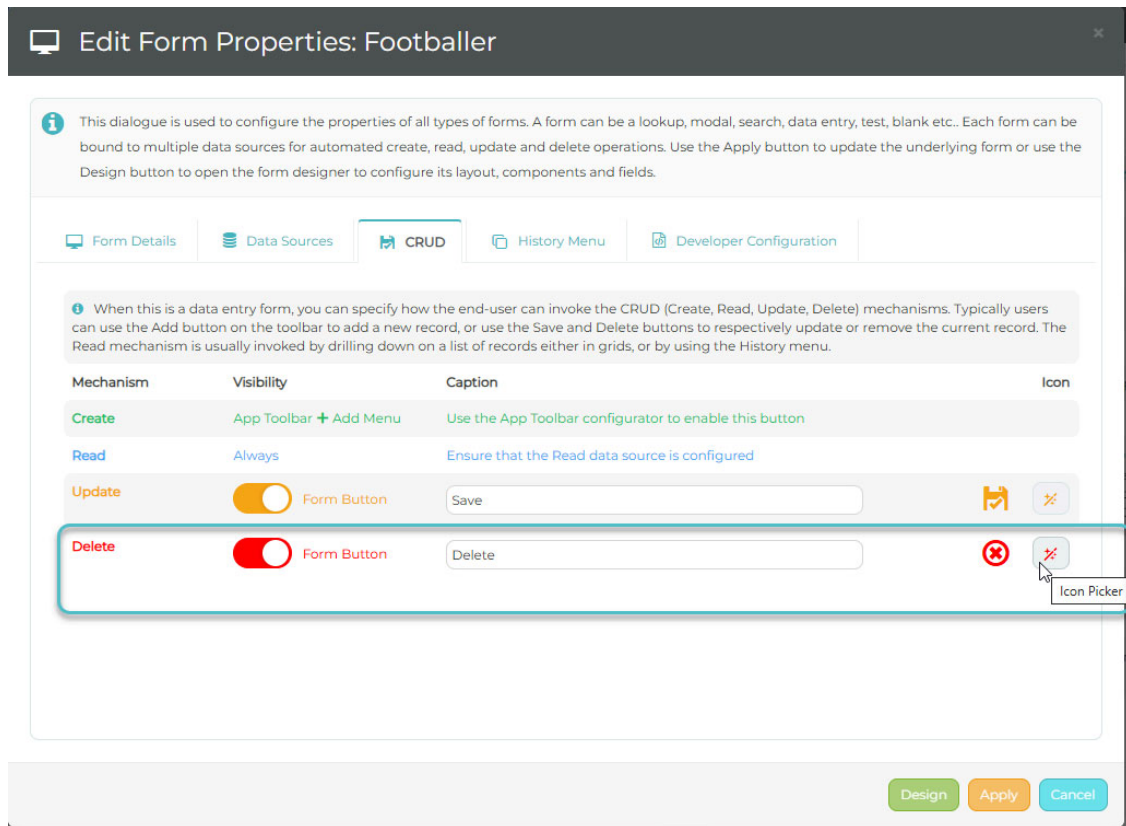 Edit Form Properties: Footballer
This dialogue is used to configure the properties of all types of forms. A form can be a lookup, modal, search, data entry, test, blank etc.. Each form can be
bound to multiple data sources for automated create, read, update and delete operations. Use the Apply button to update the underlying form or use the
Design button to open the form designer to configure its layout, components and fields.
Form Details Data Sources CRUD History Menu Developer Configuration
When this is a data entry form, you can specify how the end-user can invoke the CRUD (Create, Read, Update, Delete) mechanisms. Typically users
can use the Add button on the toolbar to add a new record, or use the Save and Delete buttons to respectively update or remove the current record. The
Read mechanism is usually invoked by drilling down on a list of records either in grids, or by using the History menu.
Mechanism Visibility Caption Icon
Create App Toolbar + Add Menu Use the App Toolbar configurator to enable this button
Read Always Ensure that the Read data source is configured
Update Form Button Save
Delete Form Button Delete
Icon Picker
Design Apply Cancel